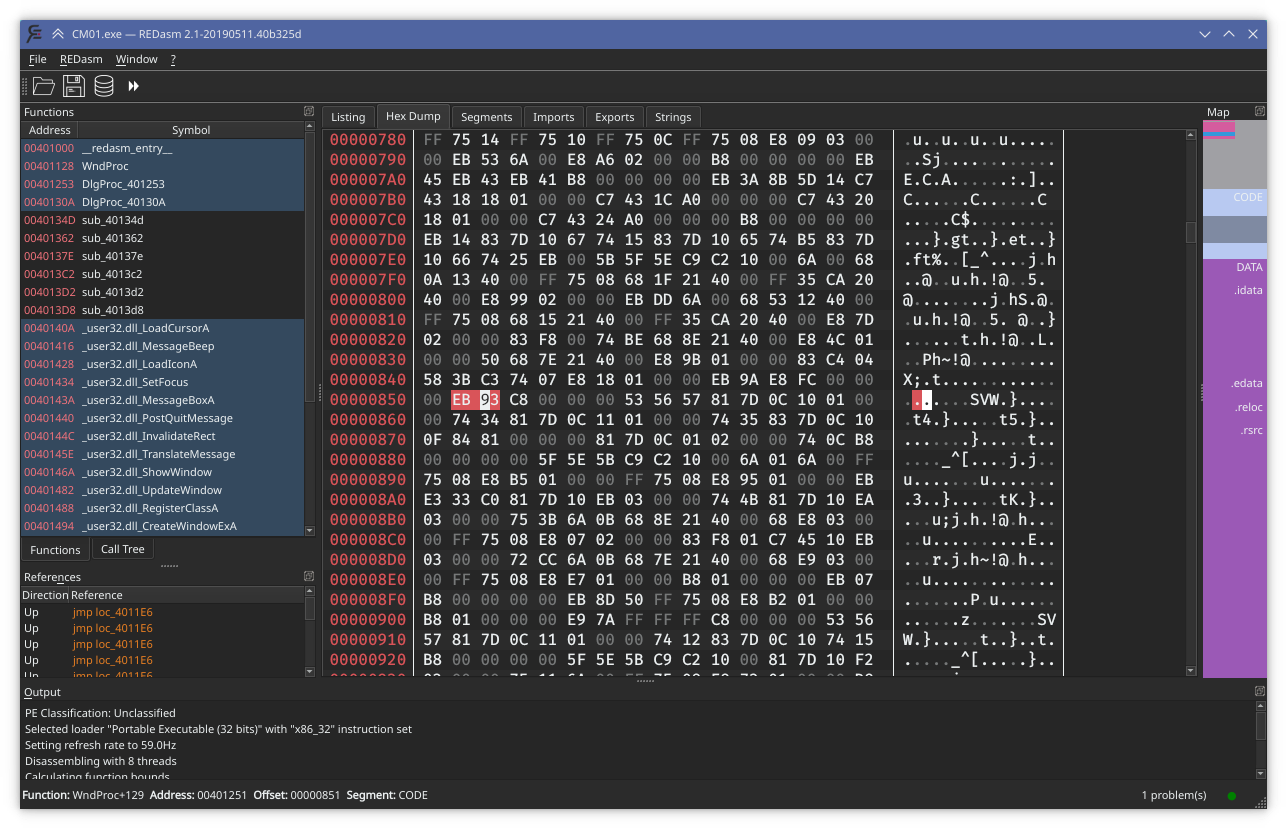 CM01.exe — REDasm 2.1-20190511.40b325d
File REDasm Window ?
Functions
Address Symbol
00401000 __redasm_entry__
00401128 WndProc
00401253 DlgProc_401253
0040130A DlgProc_40130A
0040134D sub_40134d
00401362 sub_401362
0040137E sub_40137e
004013C2 sub_4013c2
004013D2 sub_4013d2
004013D8 sub_4013d8
0040140A _user32.dll_LoadCursorA
00401416 _user32.dll_MessageBeep
00401428 _user32.dll_LoadIconA
00401434 _user32.dll_SetFocus
0040143A _user32.dll_MessageBoxA
00401440 _user32.dll_PostQuitMessage
0040144C _user32.dll_InvalidateRect
0040145E _user32.dll_TranslateMessage
0040146A _user32.dll_ShowWindow
00401482 _user32.dll_UpdateWindow
00401488 _user32.dll_RegisterClassA
00401494 _user32.dll_CreateWindowExA
Functions Call Tree
References
Direction Reference
Up jmp loc_4011E6
Up jmp loc_4011E6
Up jmp loc_4011E6
Up jmp loc_4011E6
Up jmp loc_4011E6
Listing Hex Dump Segments Imports Exports Strings
00000780 FF 75 14 FF 75 10 FF 75 0C FF 75 08 E8 09 03 00 .u..u..u..u.....
00000790 00 EB 53 6A 00 E8 A6 02 00 00 B8 00 00 00 00 EB ..Sj............
000007A0 45 EB 43 EB 41 B8 00 00 00 00 EB 3A 8B 5D 14 C7 E.C.A......:.]..
000007B0 43 18 18 01 00 00 C7 43 1C A0 00 00 00 C7 43 20 C......C......C 
000007C0 18 01 00 00 C7 43 24 A0 00 00 00 B8 00 00 00 00 .....C$.........
000007D0 EB 14 83 7D 10 67 74 15 83 7D 10 65 74 B5 83 7D ...}.gt..}.et..}
000007E0 10 66 74 25 EB 00 5B 5F 5E C9 C2 10 00 6A 00 68 .ft%..[_^....j.h
000007F0 0A 13 40 00 FF 75 08 68 1F 21 40 00 FF 35 CA 20 ..@..u.h.!@..5. 
00000800 40 00 E8 99 02 00 00 EB DD 6A 00 68 53 12 40 00 @........j.hS.@.
00000810 FF 75 08 68 15 21 40 00 FF 35 CA 20 40 00 E8 7D .u.h.!@..5. @..}
00000820 02 00 00 83 F8 00 74 BE 68 8E 21 40 00 E8 4C 01 ......t.h.!@..L.
00000830 00 00 50 68 7E 21 40 00 E8 9B 01 00 00 83 C4 04 ..Ph~!@.........
00000840 58 3B C3 74 07 E8 18 01 00 00 EB 9A E8 FC 00 00 X;.t............
00000850 00 EB 93 C8 00 00 00 53 56 57 81 7D 0C 10 01 00 .......SVW.}....
00000860 00 74 34 81 7D 0C 11 01 00 00 74 35 83 7D 0C 10 .t4.}.....t5.}..
00000870 0F 84 81 00 00 00 81 7D 0C 01 02 00 00 74 0C B8 .......}.....t..
00000880 00 00 00 00 5F 5E 5B C9 C2 10 00 6A 01 6A 00 FF ...._^[....j.j..
00000890 75 08 E8 B5 01 00 00 FF 75 08 E8 95 01 00 00 EB u.......u.......
000008A0 E3 33 C0 81 7D 10 EB 03 00 00 74 4B 81 7D 10 EA .3..}.....tK.}..
000008B0 03 00 00 75 3B 6A 0B 68 8E 21 40 00 68 E8 03 00 ...u;j.h.!@.h...
000008C0 00 FF 75 08 E8 07 02 00 00 83 F8 01 C7 45 10 EB ..u..........E..
000008D0 03 00 00 72 CC 6A 0B 68 7E 21 40 00 68 E9 03 00 ...r.j.h~!@.h...
000008E0 00 FF 75 08 E8 E7 01 00 00 B8 01 00 00 00 EB 07 ..u.............
000008F0 B8 00 00 00 00 EB 8D 50 FF 75 08 E8 B2 01 00 00 .......P.u......
00000900 B8 01 00 00 00 E9 7A FF FF FF C8 00 00 00 53 56 ......z.......SV
00000910 57 81 7D 0C 11 01 00 00 74 12 83 7D 0C 10 74 15 W.}.....t..}..t.
00000920 B8 00 00 00 00 5F 5E 5B C9 C2 10 00 81 7D 10 F2 ....._^[.....}..
Map
CODE
DATA
.idata
.edata
.reloc
.rsrc
Output
PE Classification: Unclassified
Selected loader "Portable Executable (32 bits)" with "x86_32" instruction set
Setting refresh rate to 59.0Hz
Disassembling with 8 threads
Calculating function bounds
Function: WndProc+129 Address: 00401251 Offset: 00000851 Segment: CODE
1 problem(s)